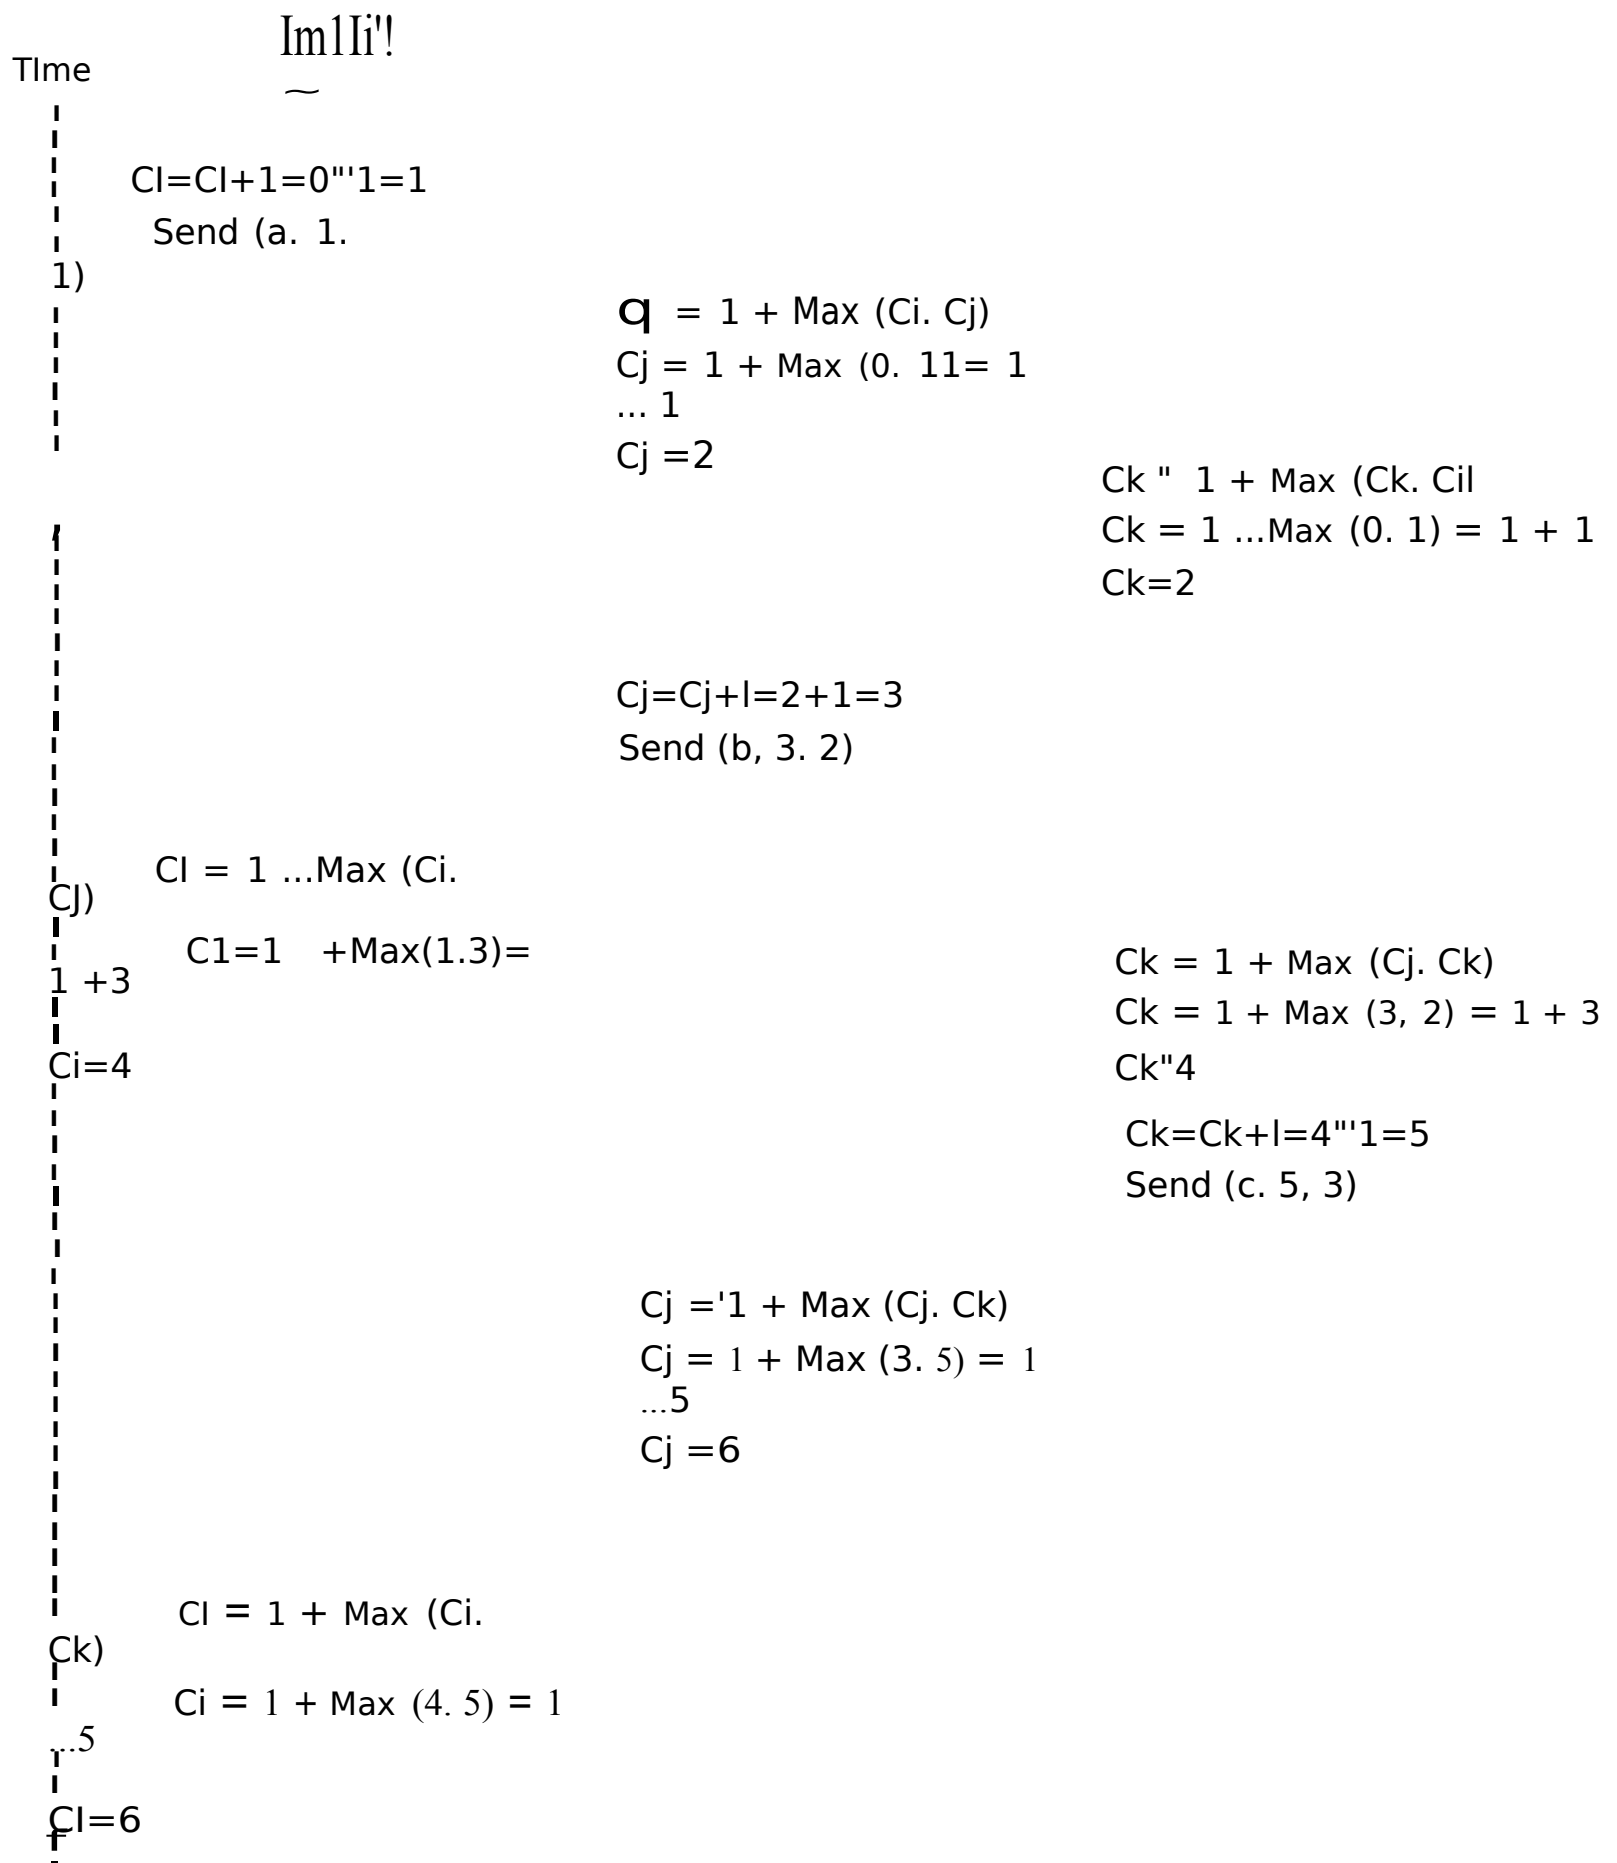 Im1Ii'!
TIme
~
CI=CI+1=0"'1=1
Send (a. 1.
1)
q = 1 + Max (Ci. Cj)
Cj = 1 + Max (0. 11= 1
... 1
Cj =2
Ck " 1 + Max (Ck. Cil
Ck = 1 ...Max (0. 1) = 1 + 1
Ck=2
Cj=Cj+l=2+1=3
Send (b, 3. 2)
CI = 1 ...Max (Ci.
CJ)
C1=1 +Max(1.3)=
1 +3
Ci=4
Ck = 1 + Max (Cj. Ck)
Ck = 1 + Max (3, 2) = 1 + 3
Ck"4
Ck=Ck+l=4"'1=5
Send (c. 5, 3)
Cj ='1 + Max (Cj. Ck)
Cj = 1 + Max (3. 5) = 1
...5
Cj =6
CI = 1 + Max (Ci.
Ck)
Ci = 1 + Max (4. 5) = 1
...5
CI=6